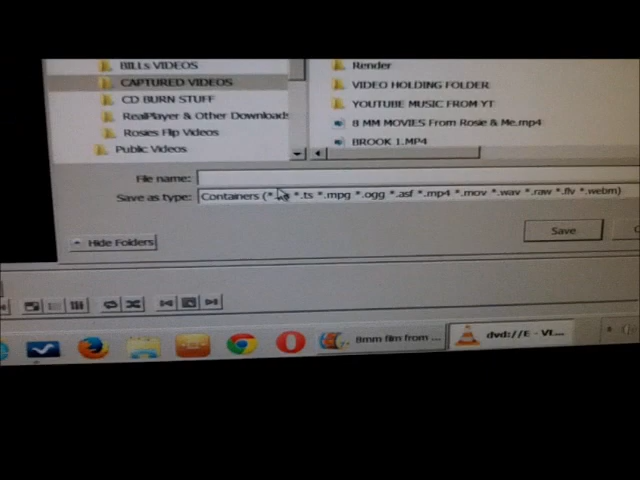 BILLs VIDEOS
CAPTURED VIDEOS
CD BURN STUFF
RealPlayer & Other Downloads
Rosies Flip Videos
Public Videos
Render
VIDEO HOLDING FOLDER
YOUTUBE MUSIC FROM YT
8 MM MOVIES From Rosie & Me.mp4
BROOK 1.MP4
File name:
Save as type: Containers (*. *.ts *.mpg *.ogg *.asf *.mp4 *.mov *.wav *.raw *.flv *.webm)
Hide Folders
Save
8mm film from ...
dvd://E - VL...